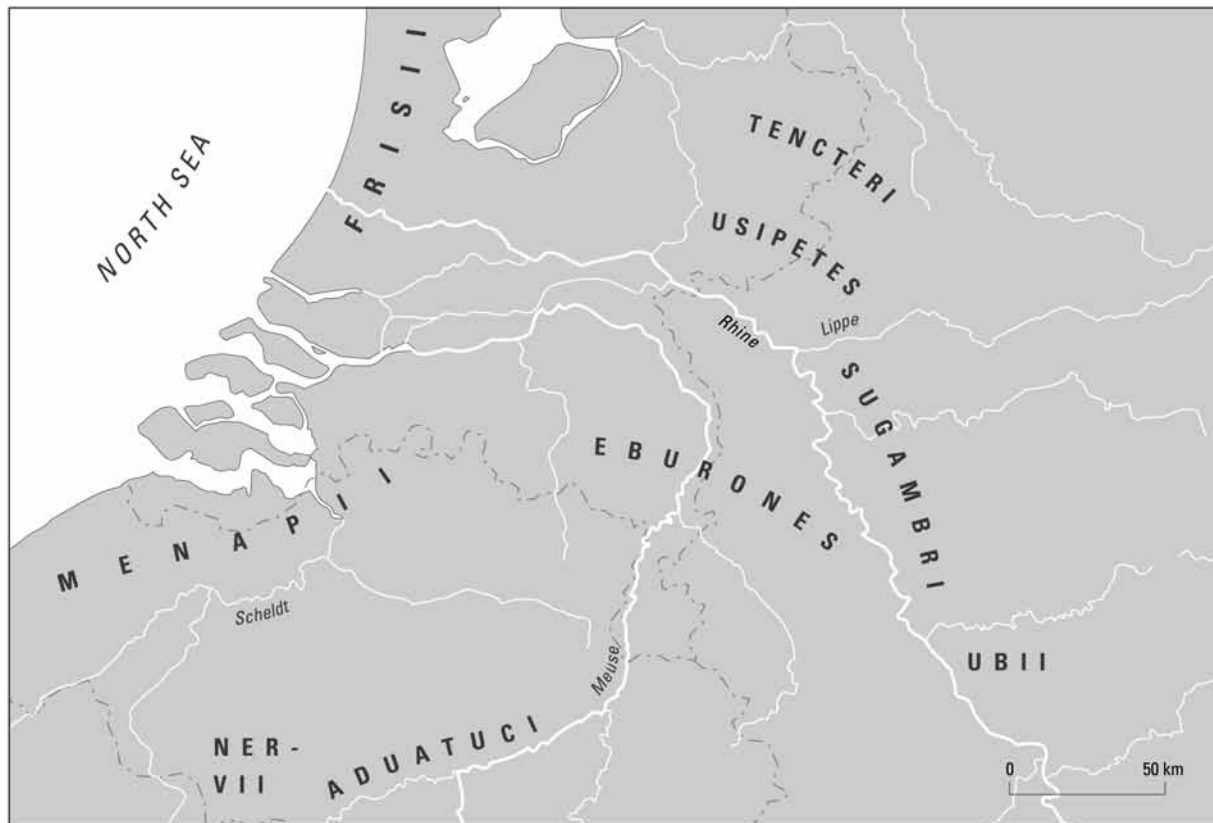 FRISII
NORTH SEA
TENCTERI
USIPETES
Rhine
Lippe
SUGAMBRI
EBURONES
MENAPII
Scheldt
Meuse
UBII
NER-
VII
ADUATUCI
0 50 km